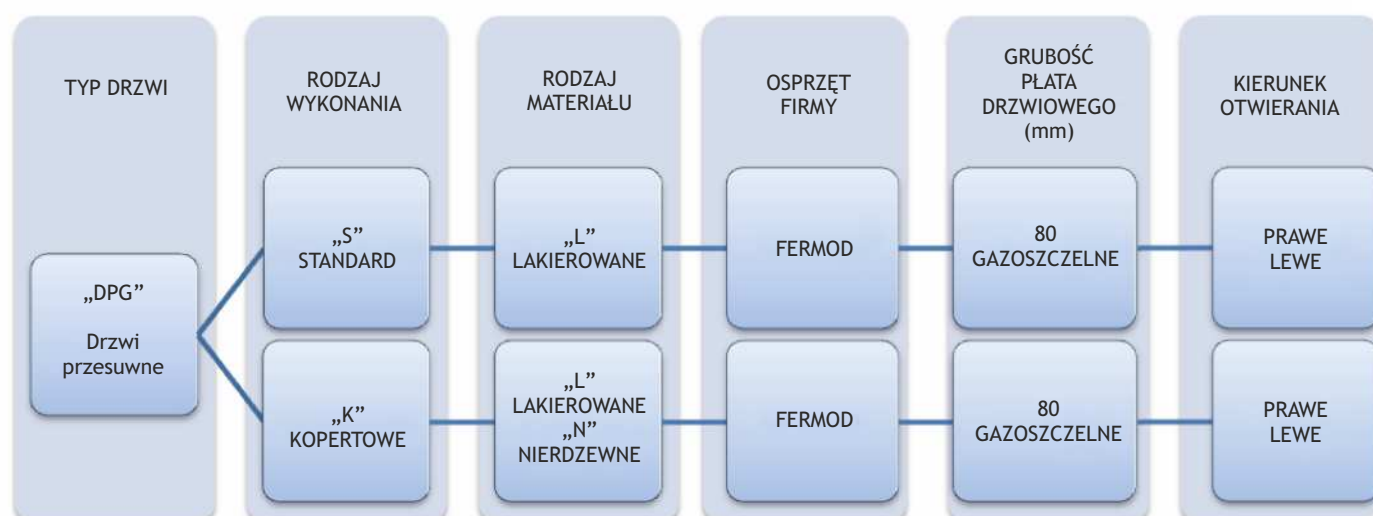 TYP DRZWI
RODZAJ
WYKONANIA
RODZAJ
MATERIAŁU
OSPRZĘT
FIRMY
GRUBOŚĆ
PŁATA
DRZWIOWEGO
(mm)
KIERUNEK
OTWIERANIA
„DPG”
Drzwi
przesuwne
„S”
STANDARD
„L”
LAKIEROWANE
FERMOD
80
GAZOSZCZELNE
PRAWE
LEWE
„K”
KOPERTOWE
„L”
LAKIEROWANE
„N”
NIERDZEWNE
FERMOD
80
GAZOSZCZELNE
PRAWE
LEWE